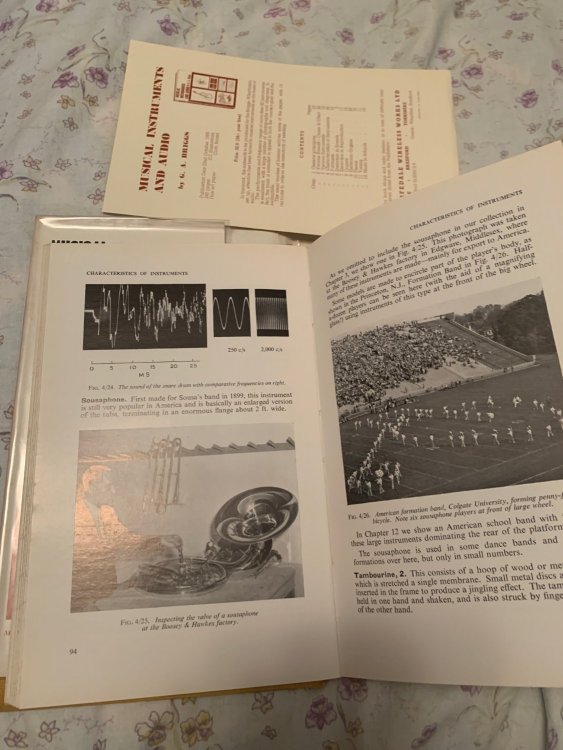 MUSICAL INSTRUMENTS
AND AUDIO
by G. A. BRIGGS
CONTENTS
WIRELESS WORKS LTD
MUSICAL
CHARACTERISTICS OF INSTRUMENTS
0 5 10 15 20 25
M S
250 c/s 2,000 c/s
FIG. 4/24. The sound of the snare drum with comparative frequencies on right.
Sousaphone. First made for Sousa's band in 1899, this instrument
is still very popular in America and is basically an enlarged version
of the tuba, terminating in an enormous flange about 2 ft. wide.
FIG. 4/25. Inspecting the valve of a sousaphone
at the Boosey & Hawkes factory.
94
CHARACTERISTICS OF INSTRUMENTS
As we omitted to include the sousaphone in our collection in
Chapter 3, we show one in Fig. 4/25. This photograph was taken
at the Boosey & Hawkes factory in Edgware, Middlesex, where
many of these instruments are made—mainly for export to America.
Some models are made to encircle part of the player's body, as
shown in the Princeton, N.J., Formation Band in Fig. 4/26. Half-
a-dozen players can be seen here (with the aid of a magnifying
glass!) using instruments of this type at the front of the big wheel.
FIG. 4/26. American formation band, Colgate University, forming penny-f
bicycle. Note six sousaphone players at front of large wheel.
In Chapter 12 we show an American school band with
these large instruments dominating the rear of the platform
The sousaphone is used in some dance bands and
formations over here, but only in small numbers.
Tambourine, 2. This consists of a hoop of wood or me
which is stretched a single membrane. Small metal discs a
inserted in the frame to produce a jingling effect. The tam
held in one hand and shaken, and is also struck by finge
of the other hand.